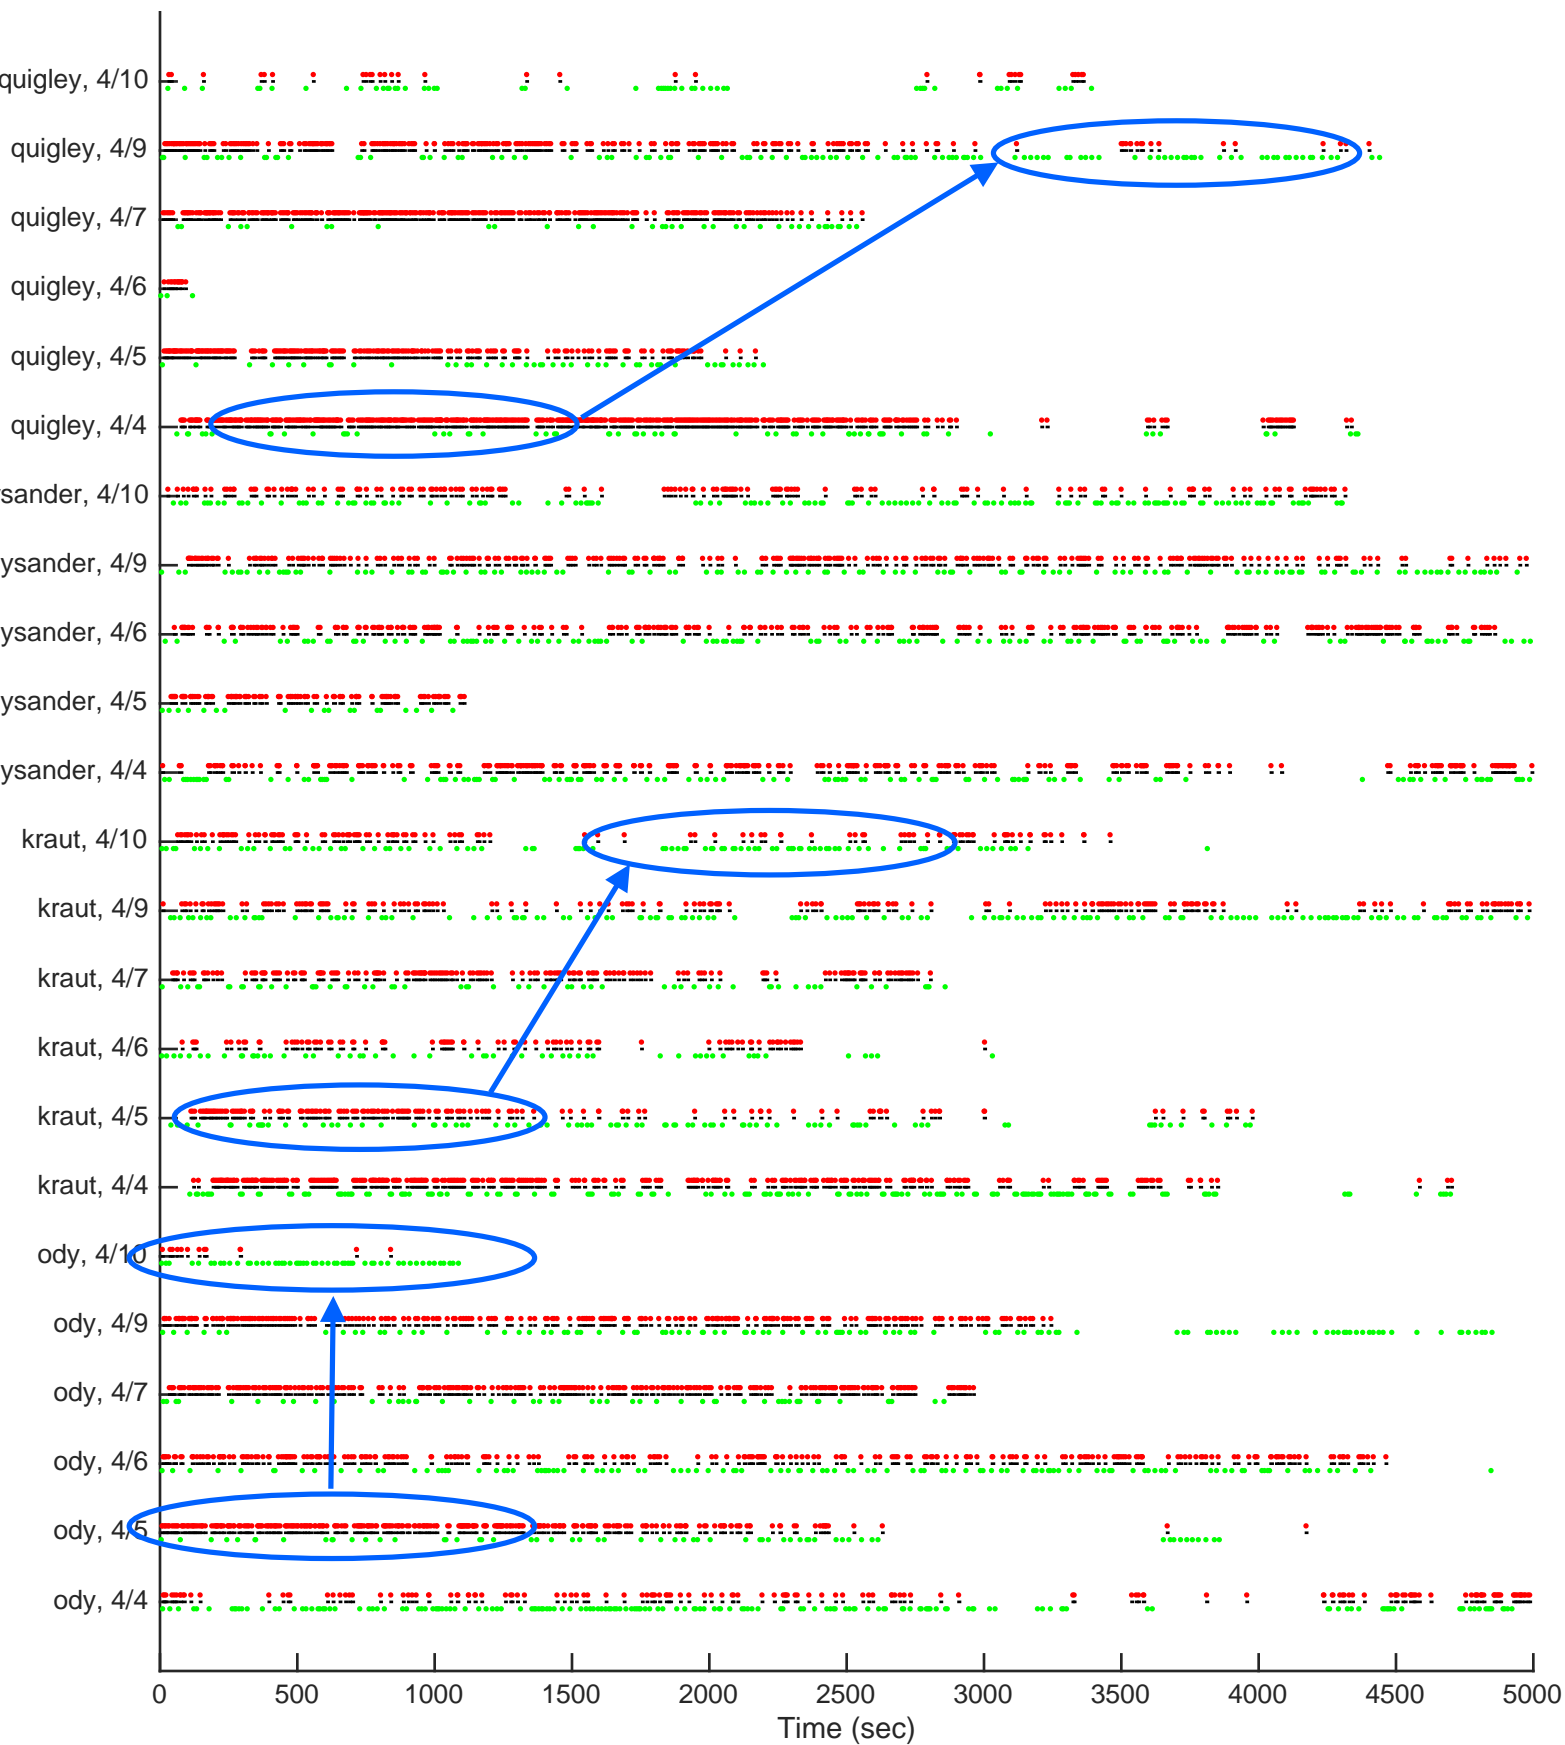 quigley, 4/10
quigley, 4/9
quigley, 4/7
quigley, 4/6
quigley, 4/5
quigley, 4/4
sander, 4/10
ysander, 4/9
ysander, 4/6
ysander, 4/5
ysander, 4/4
kraut, 4/10
kraut, 4/9
kraut, 4/7
kraut, 4/6
kraut, 4/5
kraut, 4/4
ody, 4/10
ody, 4/9
ody, 4/7
ody, 4/6
ody, 4/5
ody, 4/4
0 500 1000 1500 2000 2500 3000 3500 4000 4500 5000
Time (sec)